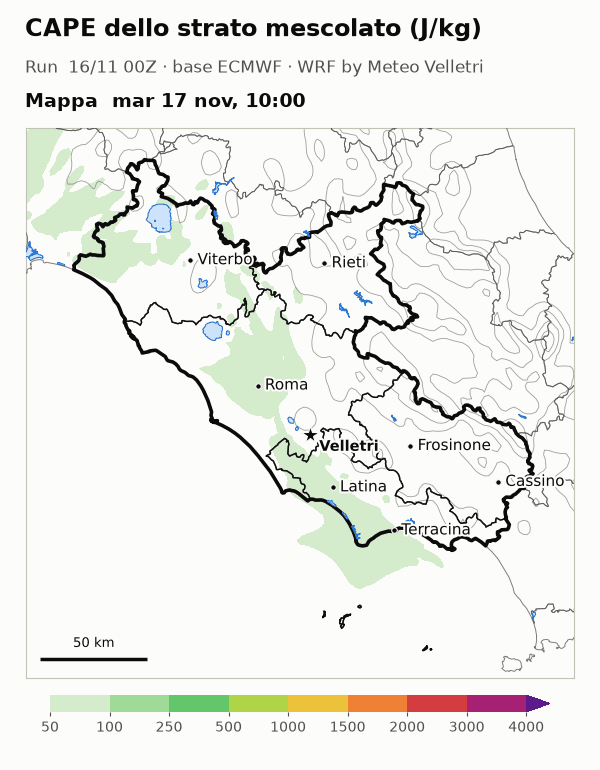 CAPE dello strato mescolato (J/kg)
Run  16/11 00Z · base ECMWF · WRF by Meteo Velletri
Mappa  mar 17 nov, 10:00
Viterbo
Rieti
Roma
Velletri
Frosinone
Latina
Cassino
Terracina
50 km
50 100 250 500 1000 1500 2000 3000 4000